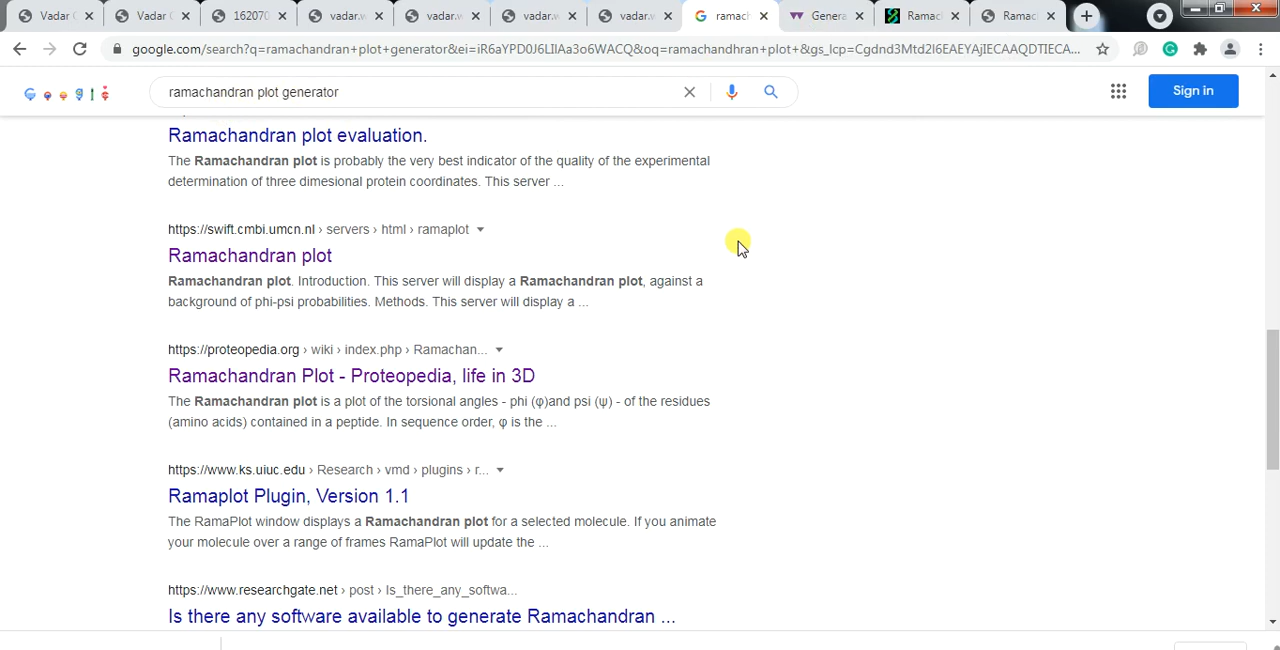 Vadar C
Vadar C
162070
vadar.w
vadar.w
vadar.w
vadar.w
ramach
Genera
Ramac
Ramac
google.com/search?q=ramachandran+plot+generator&ei=iR6aYPD0J6LIIAa3o6WACQ&oq=ramachandhran+plot+&gs_lcp=Cgdnd3Mtd2l6EAEYAjIECAAQDTIECA...
Google
ramachandran plot generator
Sign in
Ramachandran plot evaluation.
The Ramachandran plot is probably the very best indicator of the quality of the experimental
determination of three dimesional protein coordinates. This server ...
https://swift.cmbi.umcn.nl › servers › html › ramaplot
Ramachandran plot
Ramachandran plot. Introduction. This server will display a Ramachandran plot, against a
background of phi-psi probabilities. Methods. This server will display a ...
https://proteopedia.org › wiki › index.php › Ramachan...
Ramachandran Plot - Proteopedia, life in 3D
The Ramachandran plot is a plot of the torsional angles - phi (φ)and psi (ψ) - of the residues
(amino acids) contained in a peptide. In sequence order, φ is the ...
https://www.ks.uiuc.edu › Research › vmd › plugins › r...
Ramaplot Plugin, Version 1.1
The RamaPlot window displays a Ramachandran plot for a selected molecule. If you animate
your molecule over a range of frames RamaPlot will update the ...
https://www.researchgate.net › post › Is_there_any_softwa...
Is there any software available to generate Ramachandran ...